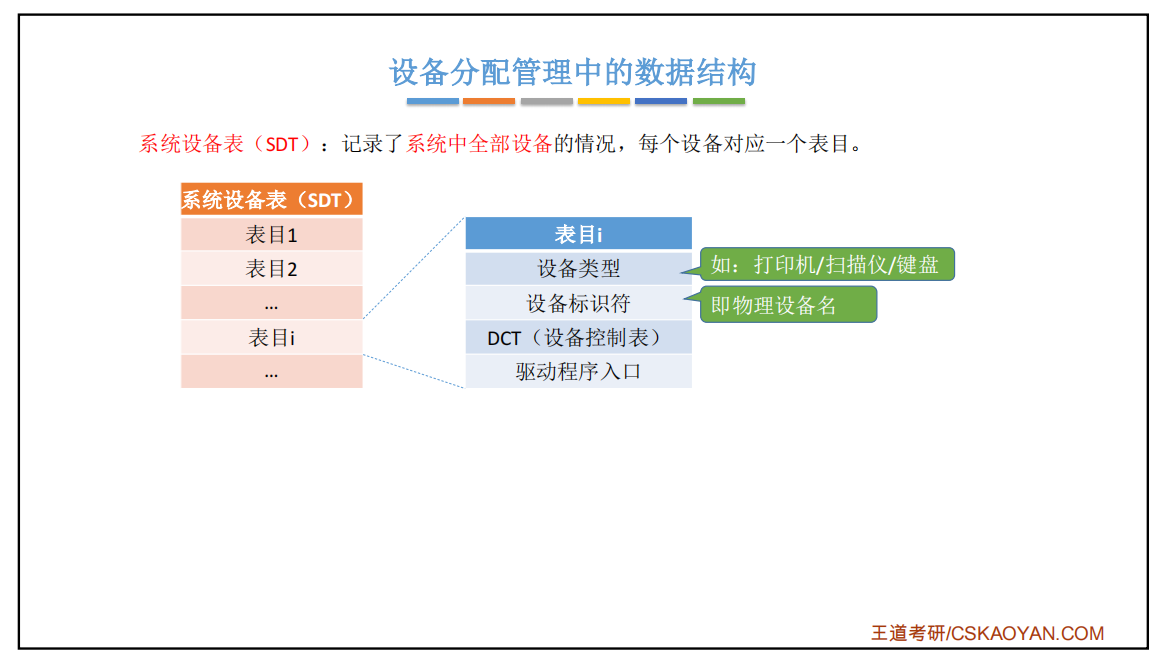 设备分配管理中的数据结构
系统设备表（SDT）：记录了系统中全部设备的情况，每个设备对应一个表目。
系统设备表（SDT）
表目1
表目2
...
表目i
...
表目i
设备类型
设备标识符
DCT（设备控制表）
驱动程序入口
如：打印机/扫描仪/键盘
即物理设备名
王道考研/CSKAOYAN.COM